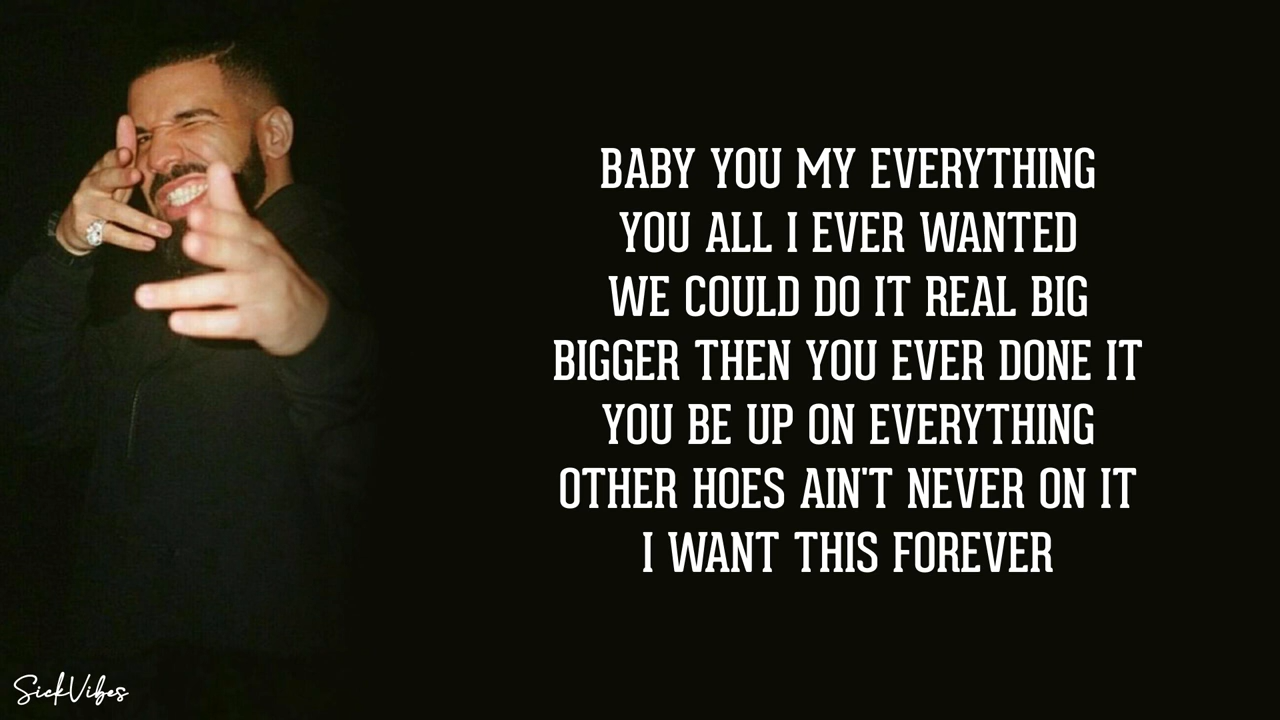 BABY YOU MY EVERYTHING
YOU ALL I EVER WANTED
WE COULD DO IT REAL BIG
BIGGER THEN YOU EVER DONE IT
YOU BE UP ON EVERYTHING
OTHER HOES AIN'T NEVER ON IT
I WANT THIS FOREVER
SickVibes